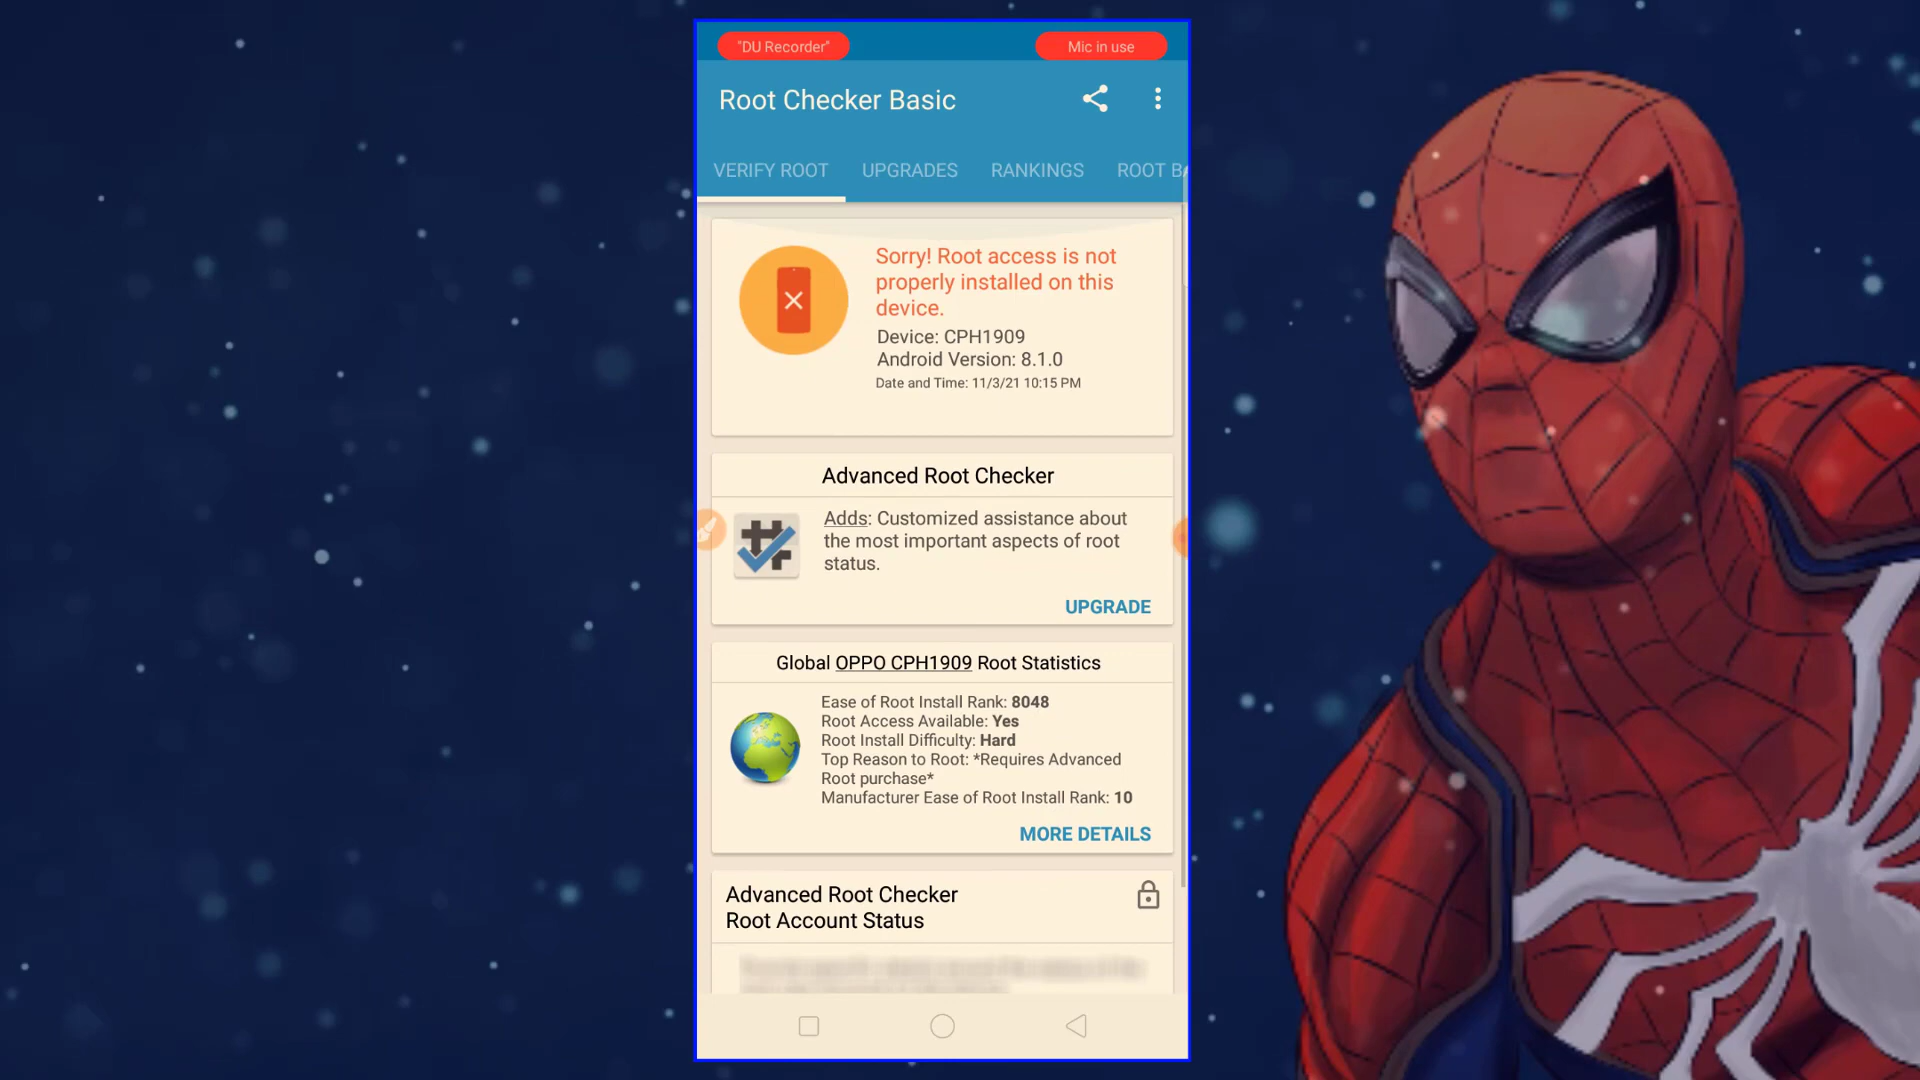 "DU Recorder"
Mic in use
Root Checker Basic
VERIFY ROOT
UPGRADES
RANKINGS
ROOT B
Sorry! Root access is not
properly installed on this
device.
Device: CPH1909
Android Version: 8.1.0
Date and Time: 11/3/21 10:15 PM
Advanced Root Checker
Adds: Customized assistance about
the most important aspects of root
status.
UPGRADE
Global OPPO CPH1909 Root Statistics
Ease of Root Install Rank: 8048
Root Access Available: Yes
Root Install Difficulty: Hard
Top Reason to Root: *Requires Advanced
Root purchase*
Manufacturer Ease of Root Install Rank: 10
MORE DETAILS
Advanced Root Checker
Root Account Status